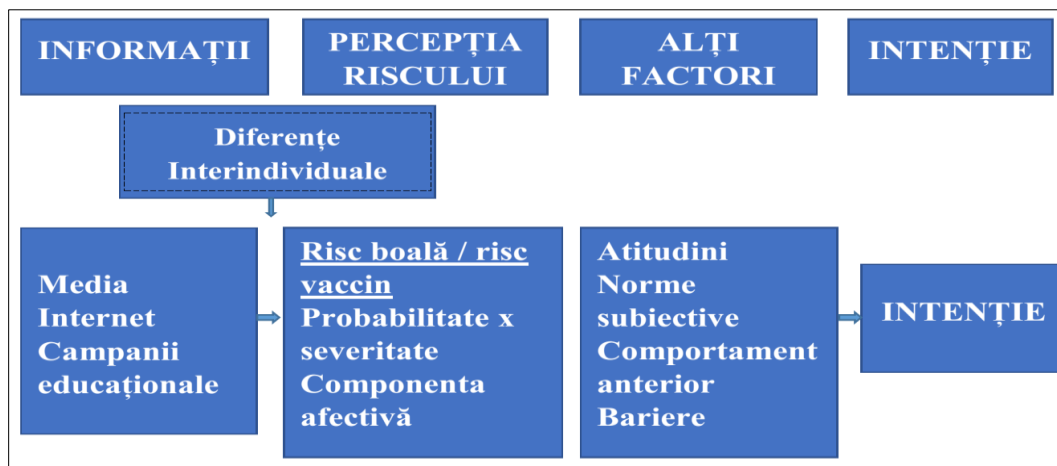 INFORMAȚII
PERCEPȚIA
RISCULUI
ALȚI
FACTORI
INTENȚIE
Diferențe
Interindividuale
Media
Internet
Campanii
educaționale
Risc boală / risc
vaccin
Probabilitate x
severitate
Componenta
afectivă
Atitudini
Norme
subiective
Comportament
anterior
Bariere
INTENȚIE